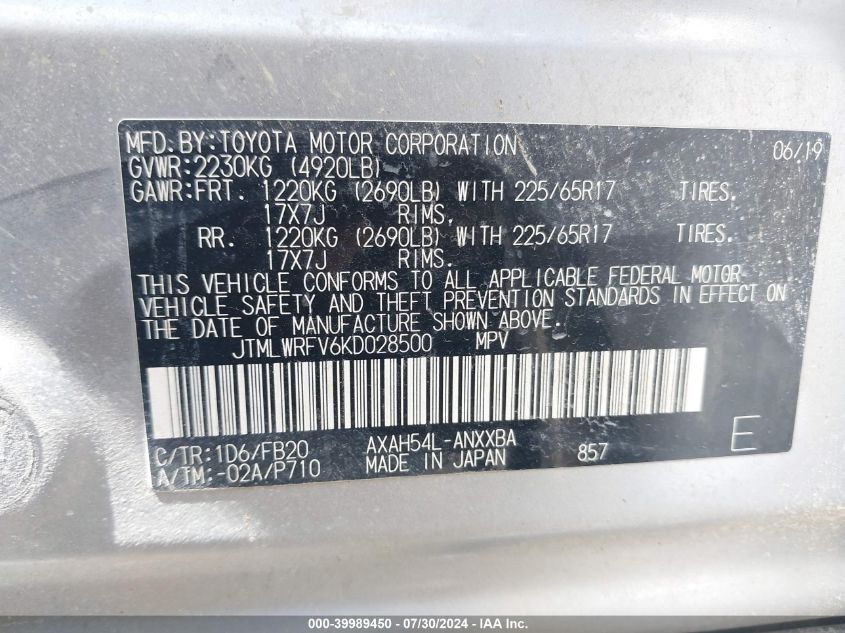 MFD.BY:TOYOTA MOTOR CORPORATION 06/19
GVWR:2230KG (4920LB)
GAWR:FRT. 1220KG (2690LB) WITH 225/65R17 TIRES.
17X7J RIMS,
RR. 1220KG (2690LB) WITH 225/65R17 TIRES.
17X7J RIMS.
THIS VEHICLE CONFORMS TO ALL APPLICABLE FEDERAL MOTOR
VEHICLE SAFETY AND THEFT PREVENTION STANDARDS IN EFFECT ON
THE DATE OF MANUFACTURE SHOWN ABOVE.
JTMLWRFV6KD028500 MPV
C/TR:1D6/FB20 AXAH54L-ANXXBA
A/TM:-02A/P710 MADE IN JAPAN 857 E
000-39989450 - 07/30/2024 - IAA Inc.